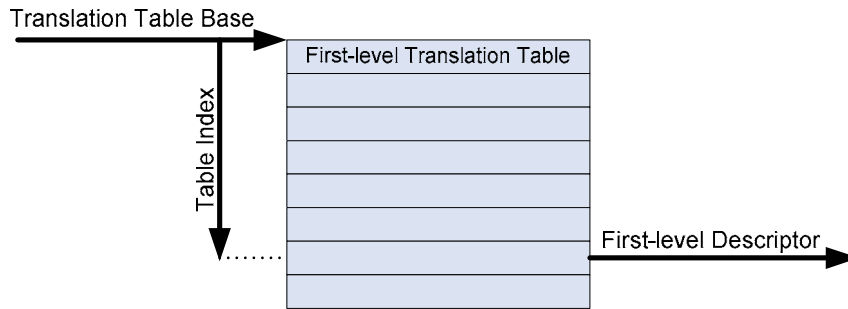 Translation Table Base
First-level Translation Table
Table Index
First-level Descriptor